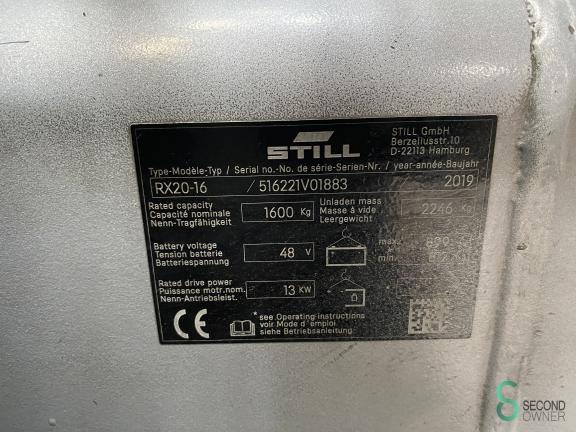 STILL
STILL GmbH
Berzeliusstr.10
D-22113 Hamburg
Type-Modèle-Typ / Serial no.-No. de série-Serien-Nr. / year-année-Baujahr
RX20-16 / 516221V01883 / 2019
Rated capacity
Capacité nominale
Nenn-Tragfähigkeit
1600 Kg
Unladen mass
Masse à vide
Leergewicht
2246 Kg
Battery voltage
Tension batterie
Batteriespannung
48 V
max.
min.
Rated drive power
Puissance motr.nom.
Nenn-Antriebsleist.
13 KW
CE
*see Operating instructions
voir Mode d'emploi
siehe Betriebsanleitung
SECOND
OWNER